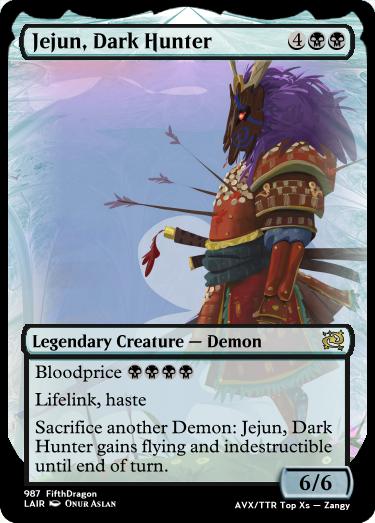 Jejun, Dark Hunter 4
Legendary Creature — Demon
Bloodprice
Lifelink, haste
Sacrifice another Demon: Jejun, Dark
Hunter gains flying and indestructible
until end of turn.
6/6
987 FifthDragon
LAIR Onur Aslan
AVX/TTR Top Xs — Zangy